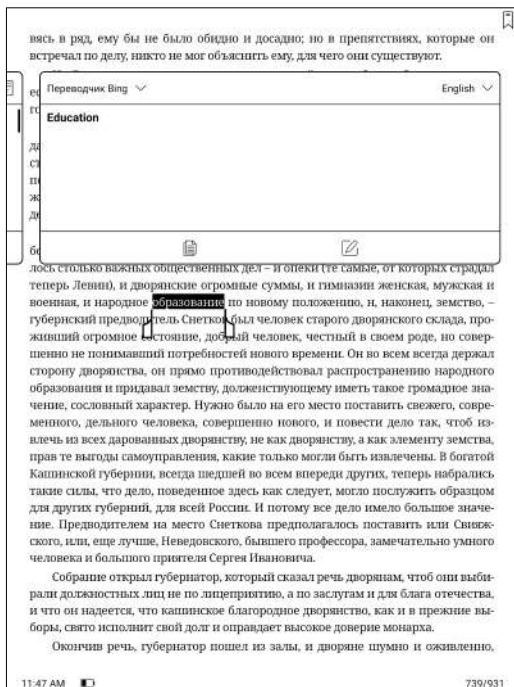 вясь в ряд, ему бы не было обидно и досадно; но в препятствиях, которые он
встречал по делу, никто не мог объяснить ему, для чего они существуют.
Переводчик Bing
English
Education
лось столько важных общественных дел – и опеки (те самые, от которых страдал
теперь Левин), и дворянские огромные суммы, и гимназии женская, мужская и
военная, и народное образование по новому положению, и, наконец, земство, –
губернский предводитель Снетков был человек старого дворянского склада, про-
живший огромное состояние, добрый человек, честный в своем роде, но совер-
шенно не понимавший потребностей нового времени. Он во всем всегда держал
сторону дворянства, он прямо противодействовал распространению народного
образования и придавал земству, долженствующему иметь такое громадное зна-
чение, сословный характер. Нужно было на его место поставить свежего, совре-
менного, дельного человека, совершенно нового, и повести дело так, чтоб из-
влечь из всех дарованных дворянству, не как дворянству, а как элементу земства,
прав те выгоды самоуправления, какие только могли быть извлечены. В богатой
Кашинской губернии, всегда шедшей во всем впереди других, теперь набрались
такие силы, что дело, поведенное здесь как следует, могло послужить образцом
для других губерний, для всей России. И потому все дело имело большое значе-
ние. Предводителем на место Снеткова предполагалось поставить или Свияж-
ского, или, еще лучше, Неведовского, бывшего профессора, замечательно умного
человека и большого приятеля Сергея Ивановича.
Собрание открыл губернатор, который сказал речь дворянам, чтоб они выби-
рали должностных лиц не по лицеприятию, а по заслугам и для блага отечества,
и что он надеется, что кашинское благородное дворянство, как и в прежние вы-
боры, свято исполнит свой долг и оправдает высокое доверие монарха.
Окончив речь, губернатор пошел из залы, и дворяне шумно и оживленно,
11:47 AM
739/931